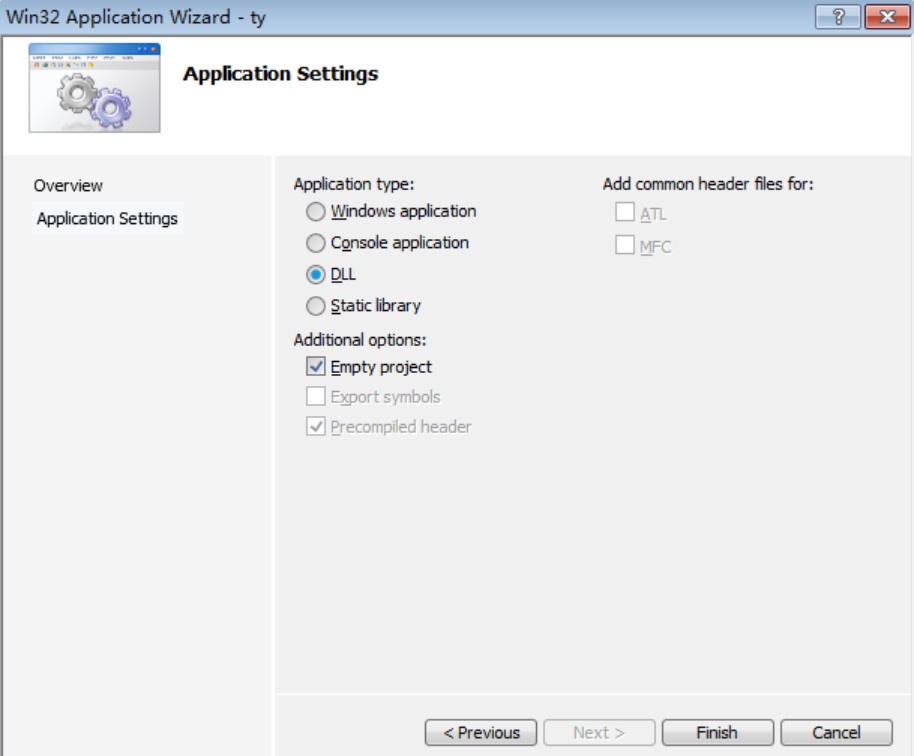 Win32 Application Wizard - ty
Application Settings
Overview
Application Settings
Application type:
Windows application
Console application
DLL
Static library
Additional options:
Empty project
Export symbols
Precompiled header
Add common header files for:
ATL
MFC
< Previous
Next >
Finish
Cancel